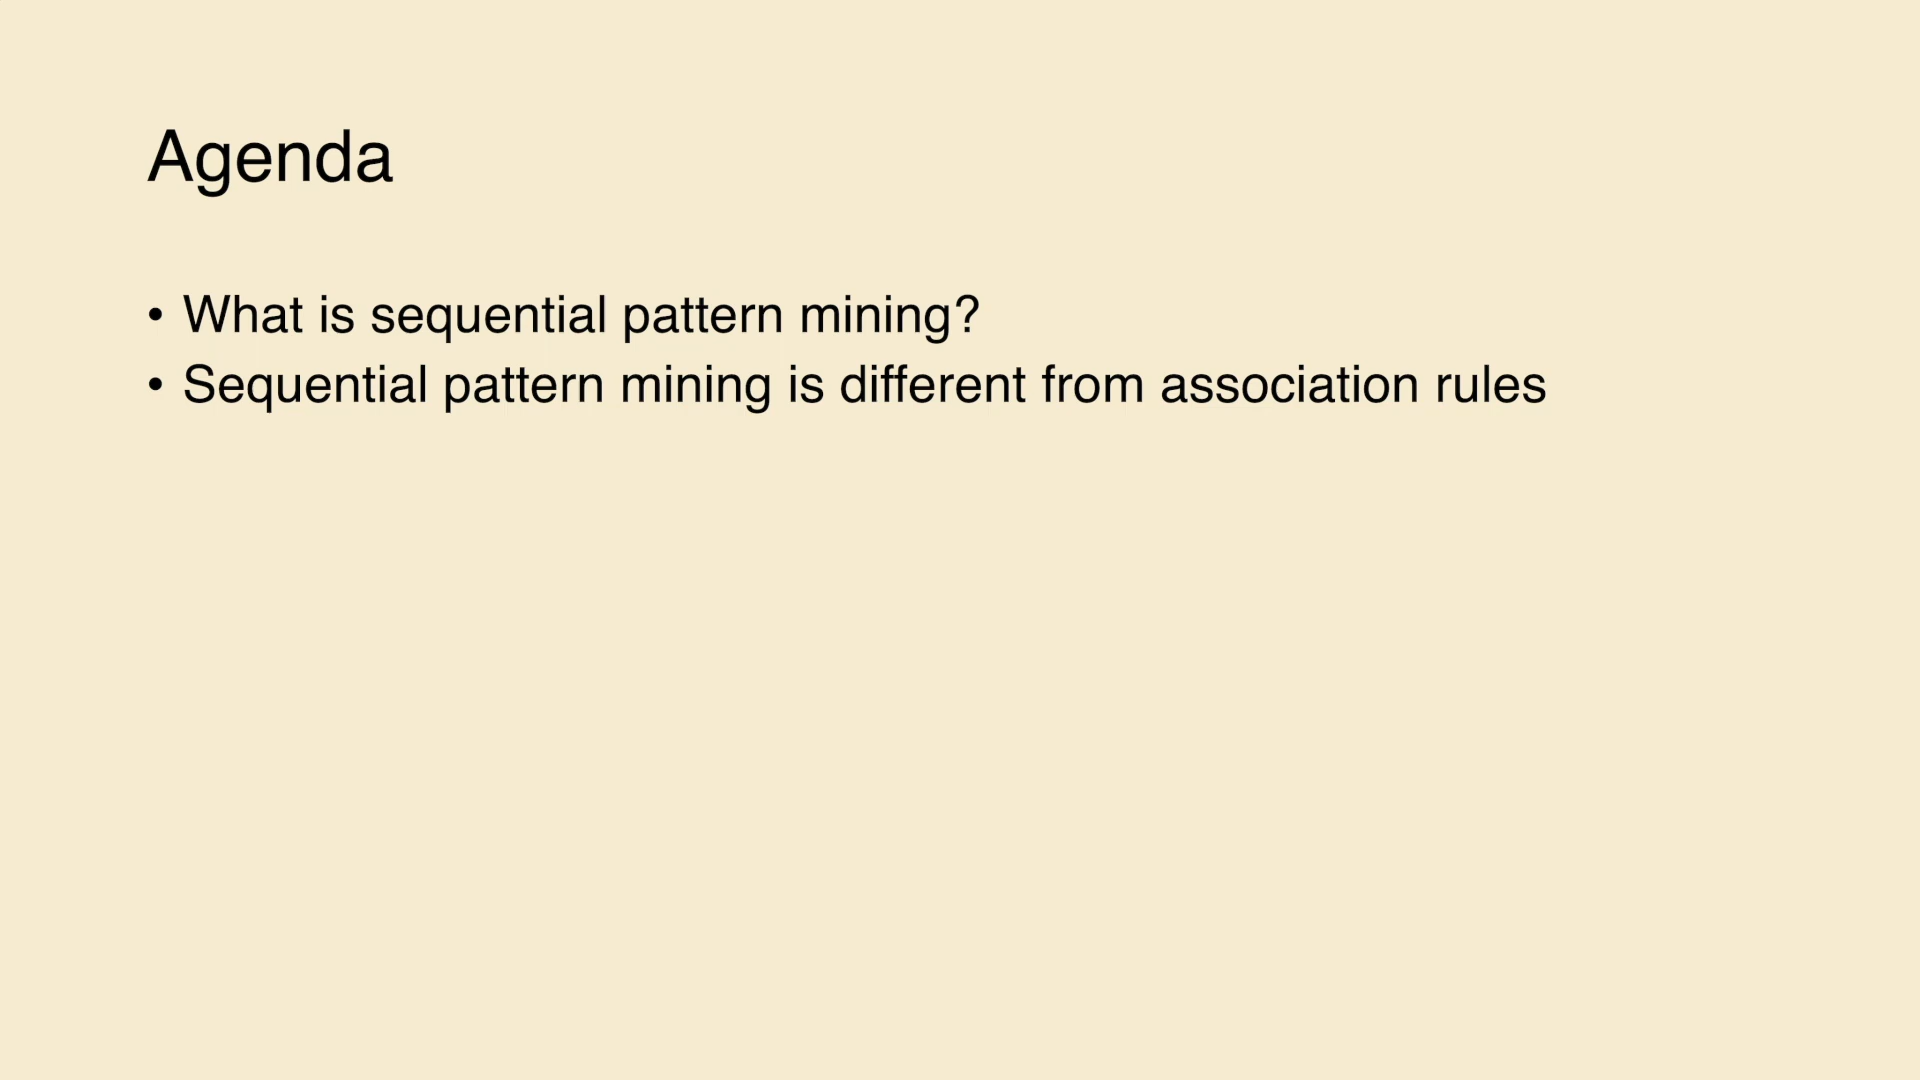 Agenda
• What is sequential pattern mining?
• Sequential pattern mining is different from association rules